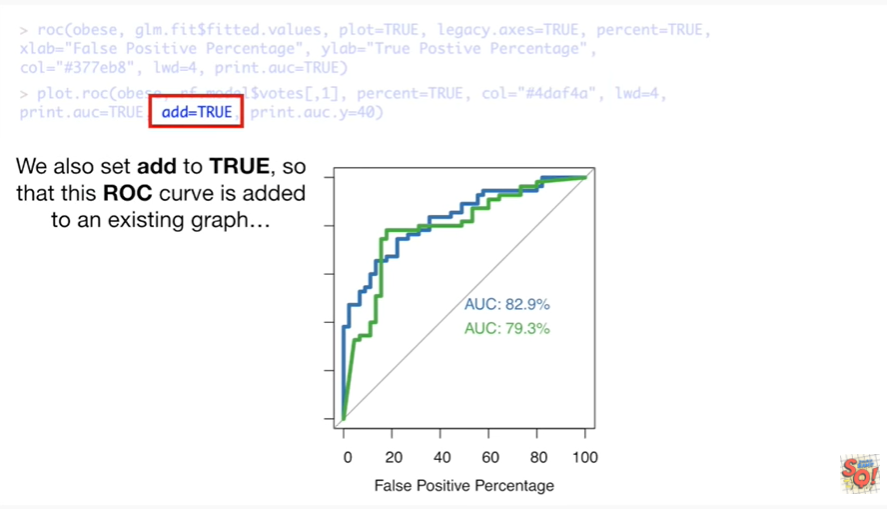 > roc(obese, glm.fit$fitted.values, plot=TRUE, legacy.axes=TRUE, percent=TRUE,
xlab="False Positive Percentage", ylab="True Postive Percentage",
col="#377eb8", lwd=4, print.auc=TRUE)
> plot.roc(obese, rf.model$votes[,1], percent=TRUE, col="#4daf4a", lwd=4,
print.auc=TRUE, add=TRUE, print.auc.y=40)
We also set add to TRUE, so
that this ROC curve is added
to an existing graph…
AUC: 82.9%
AUC: 79.3%
0 20 40 60 80 100
False Positive Percentage
SQ!